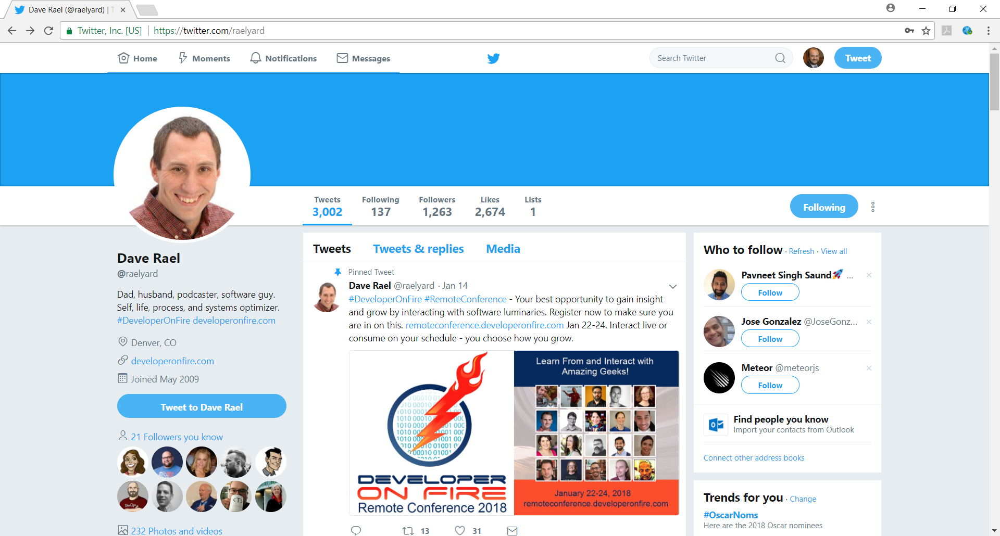 Dave Rael (@raelyard) | T
Twitter, Inc. [US]
https://twitter.com/raelyard
Home
Moments
Notifications
Messages
Search Twitter
Tweet
Tweets
3,002
Following
137
Followers
1,263
Likes
2,674
Lists
1
Following
Dave Rael
@raelyard
Dad, husband, podcaster, software guy.
Self, life, process, and systems optimizer.
#DeveloperOnFire developeronfire.com
Denver, CO
developeronfire.com
Joined May 2009
Tweet to Dave Rael
21 Followers you know
232 Photos and videos
Tweets
Tweets & replies
Media
Pinned Tweet
Dave Rael @raelyard · Jan 14
#DeveloperOnFire #RemoteConference - Your best opportunity to gain insight
and grow by interacting with software luminaries. Register now to make sure you
are in on this. remoteconference.developeronfire.com Jan 22-24. Interact live or
consume on your schedule - you choose how you grow.
DEVELOPER
ON FIRE
Remote Conference 2018
Learn From and Interact with
Amazing Geeks!
January 22-24, 2018
remoteconference.developeronfire.com
13
31
Who to follow · Refresh · View all
Pavneet Singh Saund🚀 ...
Follow
Jose Gonzalez @JoseGonz...
Follow
Meteor @meteorjs
Follow
Find people you know
Import your contacts from Outlook
Connect other address books
Trends for you · Change
#OscarNoms
Here are the 2018 Oscar nominees